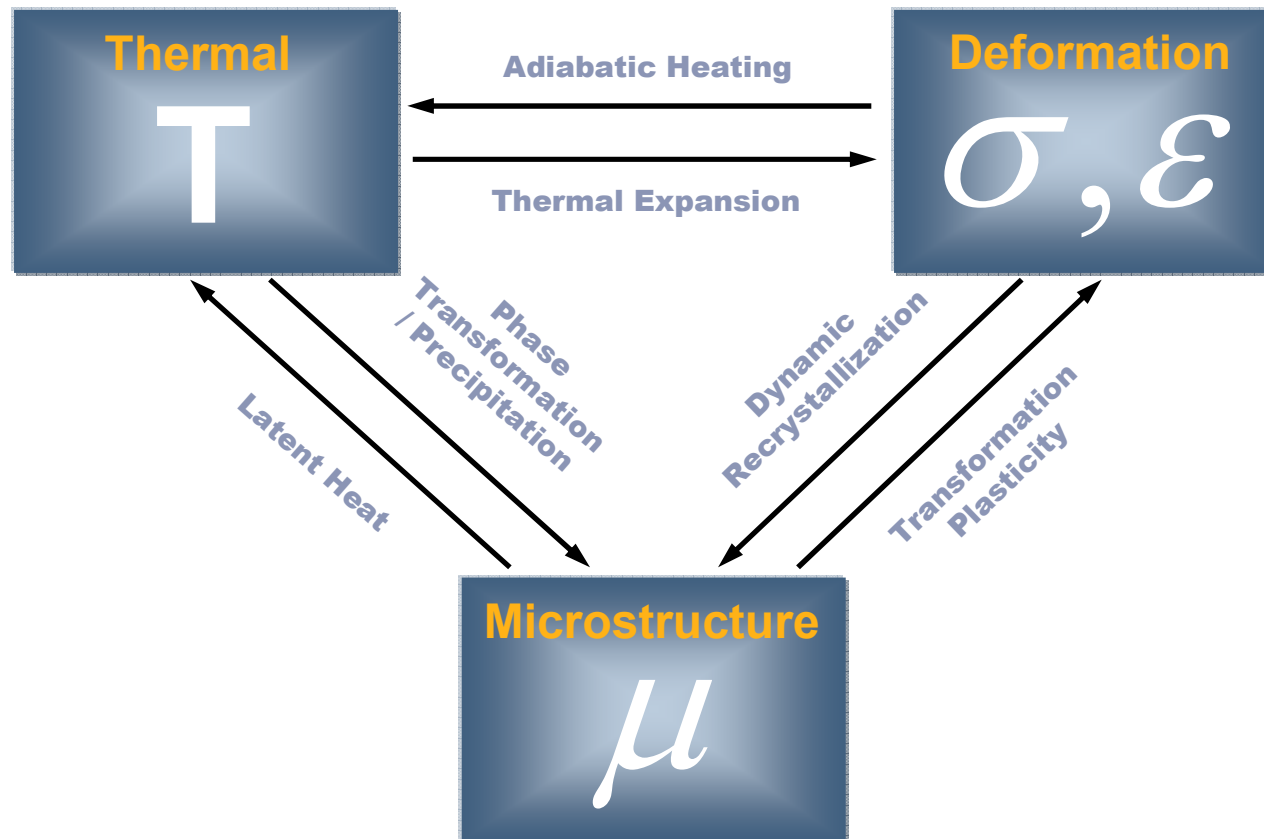 Thermal
T
Adiabatic Heating
Thermal Expansion
Deformation
σ,ε
Phase
Transformation
/ Precipitation
Latent Heat
Dynamic
Recrystallization
Transformation
Plasticity
Microstructure
μ